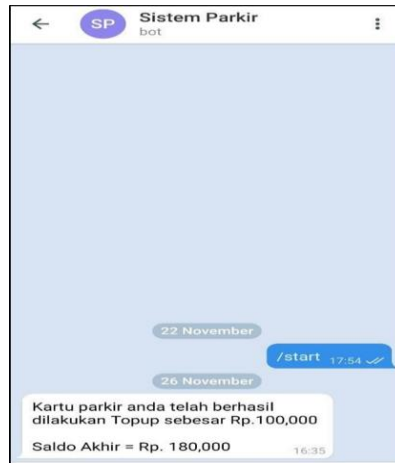 SP
Sistem Parkir
bot
22 November
/start 17:54
26 November
Kartu parkir anda telah berhasil
dilakukan Topup sebesar Rp.100,000
Saldo Akhir = Rp. 180,000
16:35